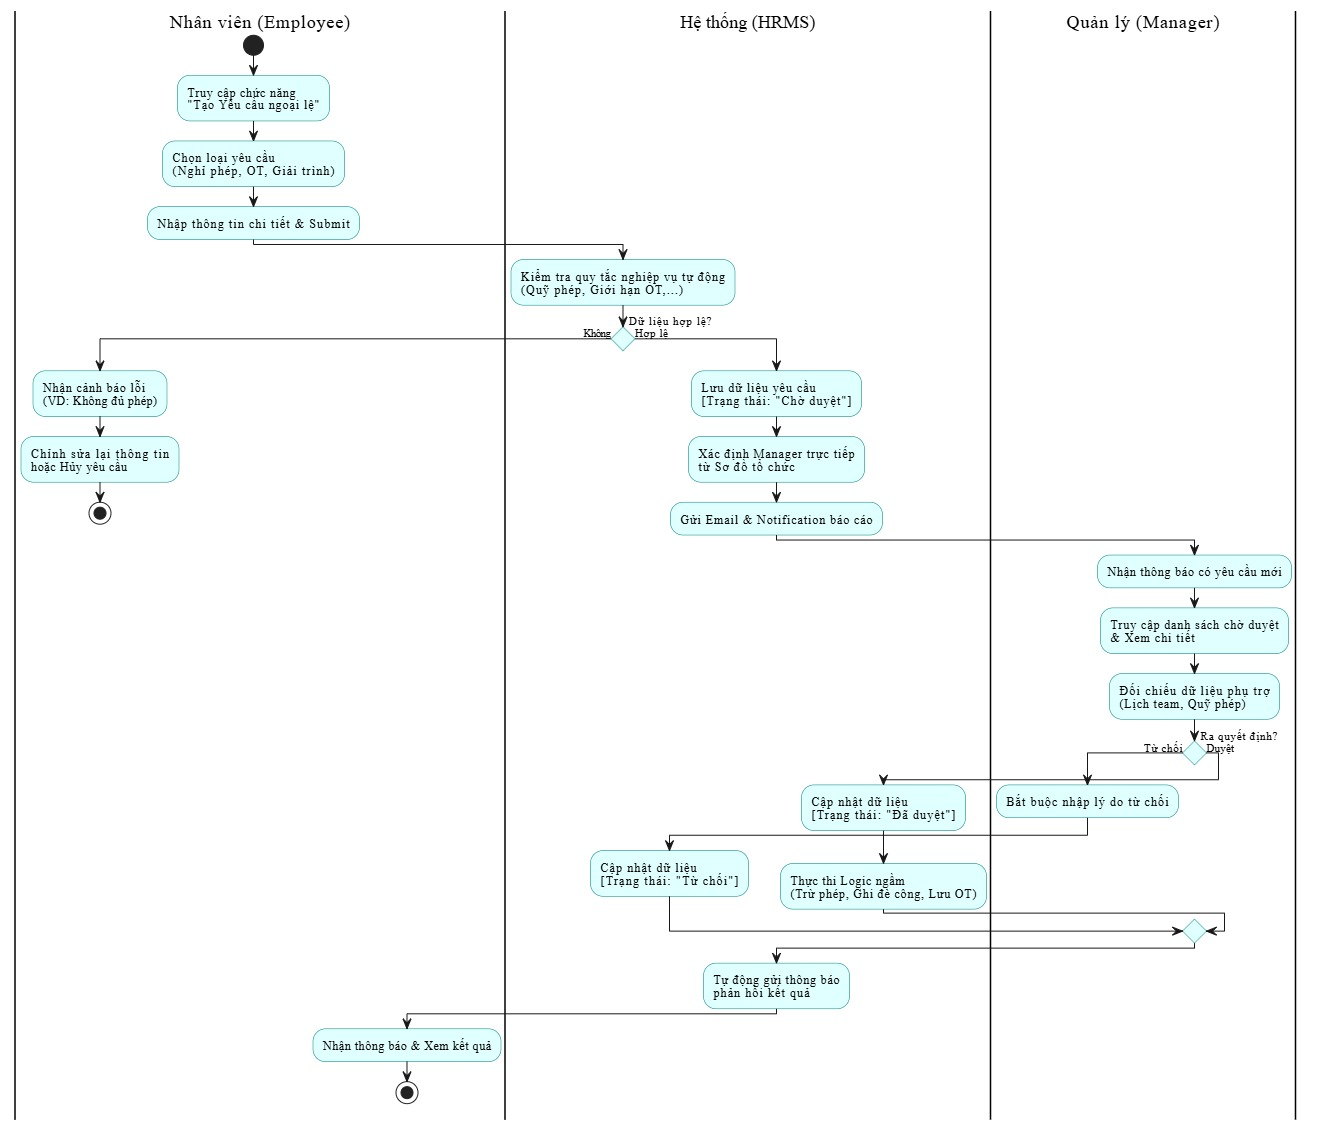 Nhân viên (Employee)
Hệ thống (HRMS)
Quản lý (Manager)
Truy cập chức năng
"Tạo Yêu cầu ngoại lệ"
Chọn loại yêu cầu
(Nghỉ phép, OT, Giải trình)
Nhập thông tin chi tiết & Submit
Kiểm tra quy tắc nghiệp vụ tự động
(Quỹ phép, Giới hạn OT,...)
Dữ liệu hợp lệ?
Không
Hợp lệ
Nhận cảnh báo lỗi
(VD: Không đủ phép)
Chỉnh sửa lại thông tin
hoặc Hủy yêu cầu
Lưu dữ liệu yêu cầu
[Trạng thái: "Chờ duyệt"]
Xác định Manager trực tiếp
từ Sơ đồ tổ chức
Gửi Email & Notification báo cáo
Nhận thông báo có yêu cầu mới
Truy cập danh sách chờ duyệt
& Xem chi tiết
Đối chiếu dữ liệu phụ trợ
(Lịch team, Quỹ phép)
Ra quyết định?
Từ chối
Duyệt
Cập nhật dữ liệu
[Trạng thái: "Đã duyệt"]
Bắt buộc nhập lý do từ chối
Cập nhật dữ liệu
[Trạng thái: "Từ chối"]
Thực thi Logic ngầm
(Trừ phép, Ghi đè công, Lưu OT)
Tự động gửi thông báo
phản hồi kết quả
Nhận thông báo & Xem kết quả